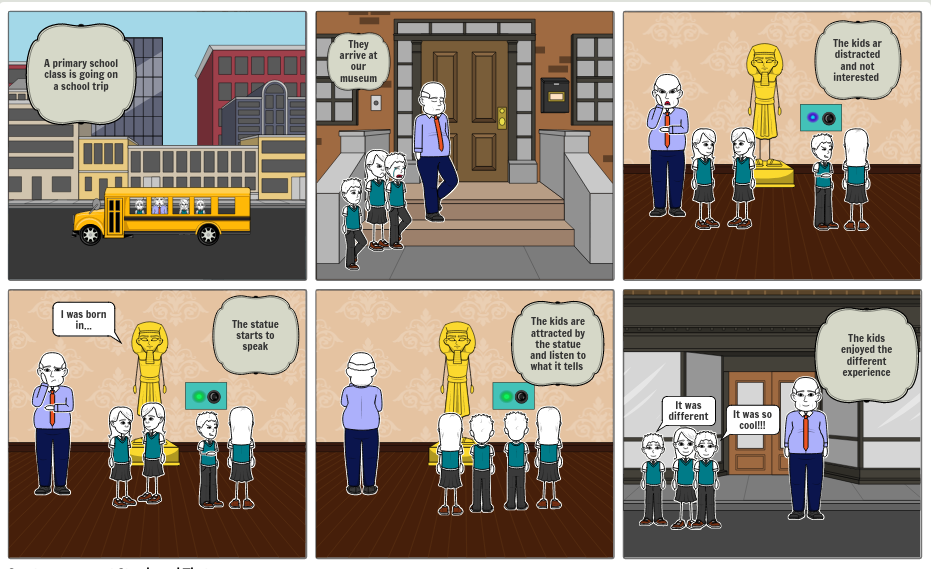 A primary school
class is going on
a school trip
They
arrive at
our
museum
The kids ar
distracted
and not
interested
I was born
in...
The statue
starts to
speak
The kids are
attracted by
the statue
and listen to
what it tells
It was
different
It was so
cool!!!
The kids
enjoyed the
different
experience